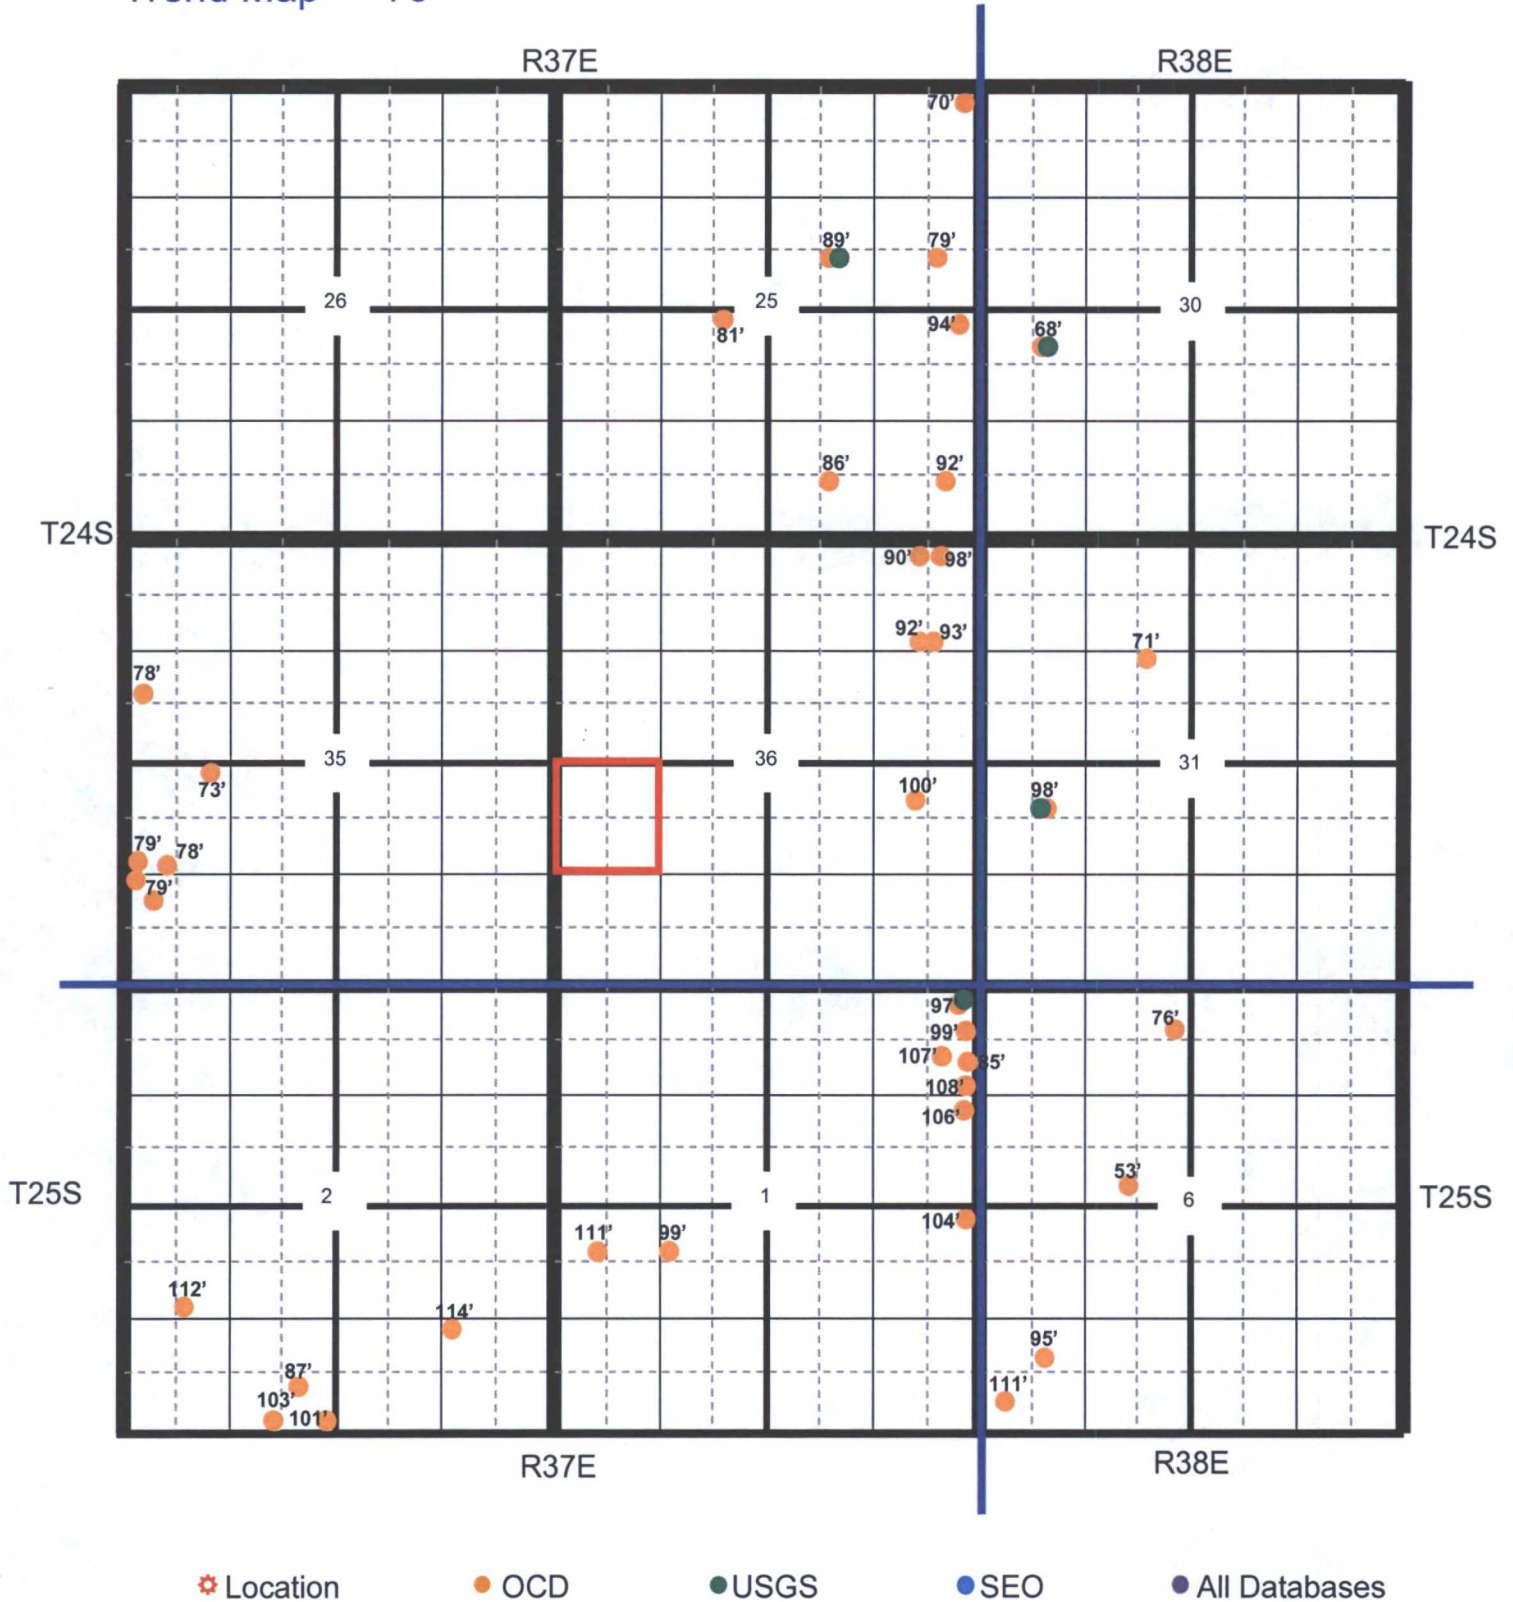 R37E R38E
70'
89' 79'
26 25 30
81' 94' 68'
86' 92'
T24S T24S
90' 98'
92' 93' 71'
78'
35 36 31
73' 100' 98'
79' 78'
79'
97 76'
99'
107' 85'
108'
106'
53'
T25S 2 1 6 T25S
104'
111' 99'
112' 114'
95'
87' 111'
103' 101'
R37E R38E
Location OCD USGS SEO All Databases